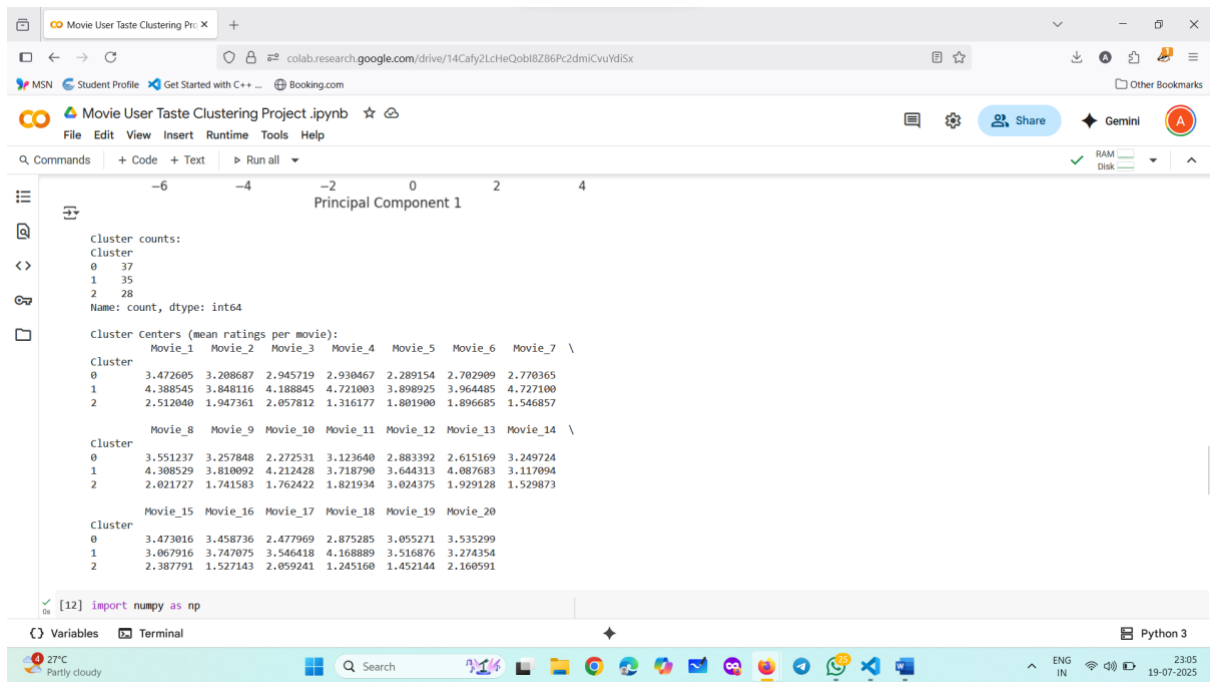 Movie User Taste Clustering Pro
colab.research.google.com/drive/14Cafy2LcHeQobI8Z86Pc2dmiCvuYdiSx
MSN Student Profile Get Started with C++ ... Booking.com Other Bookmarks
Movie User Taste Clustering Project .ipynb
File Edit View Insert Runtime Tools Help
Share Gemini A
Commands + Code + Text Run all RAM
Disk
−6 −4 −2 0 2 4
Principal Component 1
Cluster counts:
Cluster
0 37
1 35
2 28
Name: count, dtype: int64
Cluster Centers (mean ratings per movie):
Movie_1 Movie_2 Movie_3 Movie_4 Movie_5 Movie_6 Movie_7 \
Cluster
0 3.472605 3.208687 2.945719 2.930467 2.289154 2.702909 2.770365
1 4.388545 3.848116 4.188845 4.721003 3.898925 3.964485 4.727100
2 2.512040 1.947361 2.057812 1.316177 1.801900 1.896685 1.546857
Movie_8 Movie_9 Movie_10 Movie_11 Movie_12 Movie_13 Movie_14 \
Cluster
0 3.551237 3.257848 2.272531 3.123640 2.883392 2.615169 3.249724
1 4.308529 3.810092 4.212428 3.718790 3.644313 4.087683 3.117094
2 2.021727 1.741583 1.762422 1.821934 3.024375 1.929128 1.529873
Movie_15 Movie_16 Movie_17 Movie_18 Movie_19 Movie_20
Cluster
0 3.473016 3.458736 2.477969 2.875285 3.055271 3.535299
1 3.067916 3.747075 3.546418 4.168889 3.516876 3.274354
2 2.387791 1.527143 2.059241 1.245160 1.452144 2.160591
[12] import numpy as np
0s
{} Variables Terminal Python 3
4 27°C
Partly cloudy
Search
25
ENG
IN
23:05
19-07-2025